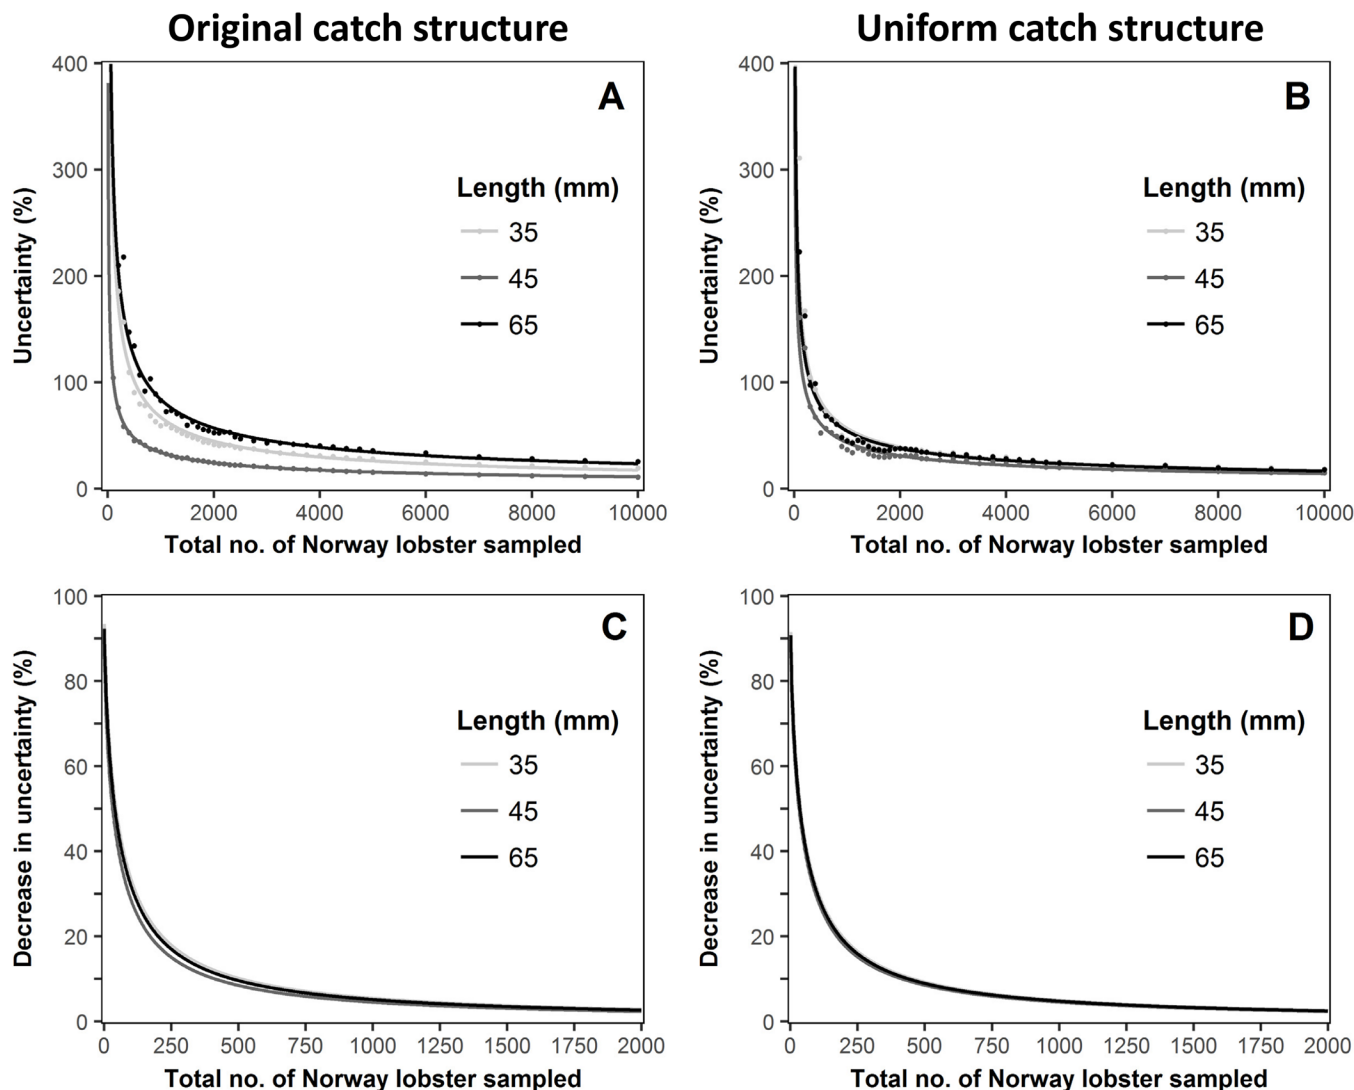 Original catch structure
Uniform catch structure
A
Uncertainty (%)
400
300
200
100
0
Length (mm)
35
45
65
0 2000 4000 6000 8000 10000
Total no. of Norway lobster sampled
B
Uncertainty (%)
400
300
200
100
0
Length (mm)
35
45
65
0 2000 4000 6000 8000 10000
Total no. of Norway lobster sampled
C
Decrease in uncertainty (%)
100
80
60
40
20
0
Length (mm)
35
45
65
0 250 500 750 1000 1250 1500 1750 2000
Total no. of Norway lobster sampled
D
Decrease in uncertainty (%)
100
80
60
40
20
0
Length (mm)
35
45
65
0 250 500 750 1000 1250 1500 1750 2000
Total no. of Norway lobster sampled